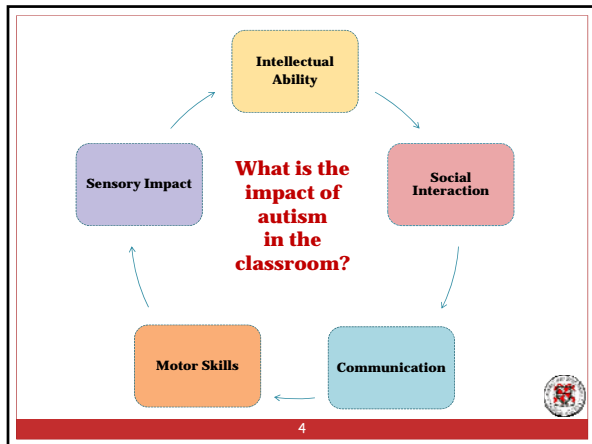 Intellectual
Ability
Social
Interaction
Communication
Motor Skills
Sensory Impact
What is the
impact of
autism
in the
classroom?
4